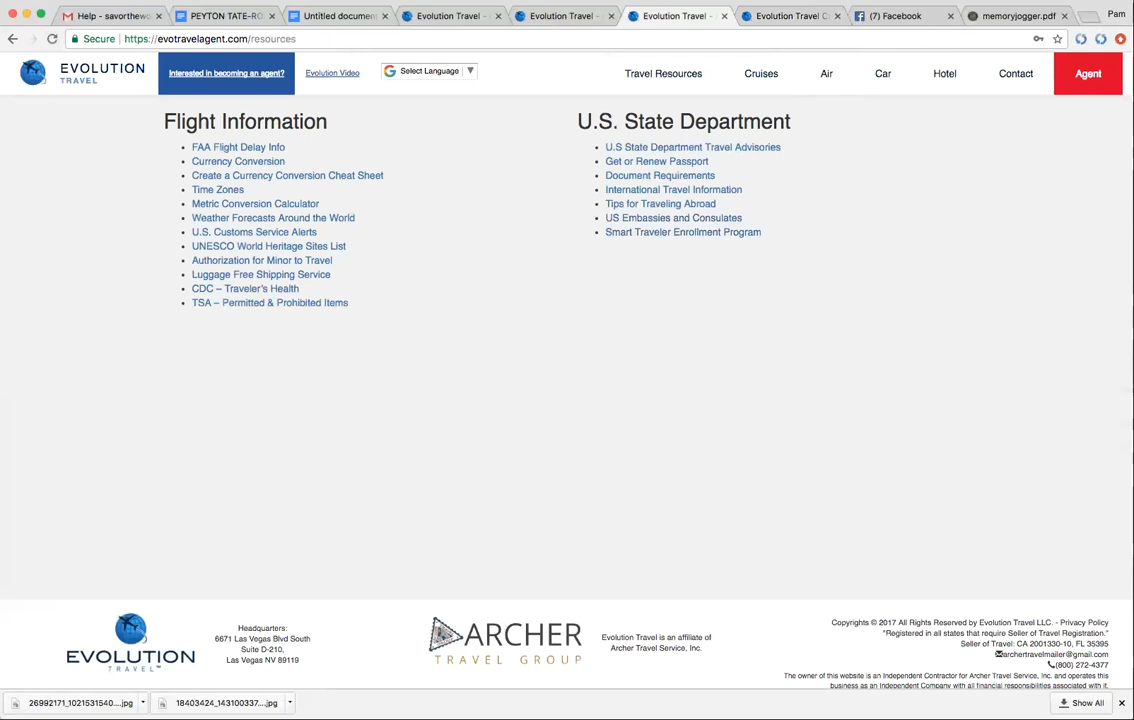 Help - savorthewo
PEYTON TATE-RO
Untitled documen
Evolution Travel -
Evolution Travel -
Evolution Travel -
Evolution Travel C
(7) Facebook
memoryjogger.pdf
Pam
Secure
https://evotravelagent.com/resources
EVOLUTION
TRAVEL
Interested in becoming an agent?
Evolution Video
Select Language
Travel Resources
Cruises
Air
Car
Hotel
Contact
Agent
Flight Information
FAA Flight Delay Info
Currency Conversion
Create a Currency Conversion Cheat Sheet
Time Zones
Metric Conversion Calculator
Weather Forecasts Around the World
U.S. Customs Service Alerts
UNESCO World Heritage Sites List
Authorization for Minor to Travel
Luggage Free Shipping Service
CDC – Traveler's Health
TSA – Permitted & Prohibited Items
U.S. State Department
U.S State Department Travel Advisories
Get or Renew Passport
Document Requirements
International Travel Information
Tips for Traveling Abroad
US Embassies and Consulates
Smart Traveler Enrollment Program
EVOLUTION
TRAVEL™
Headquarters:
6671 Las Vegas Blvd South
Suite D-210,
Las Vegas NV 89119
ARCHER
TRAVEL GROUP
Evolution Travel is an affiliate of
Archer Travel Service, Inc.
Copyrights © 2017 All Rights Reserved by Evolution Travel LLC. - Privacy Policy
"Registered in all states that require Seller of Travel Registration."
Seller of Travel: CA 2001330-10, FL 35395
archertravelmailer@gmail.com
(800) 272-4377
The owner of this website is an Independent Contractor for Archer Travel Service, Inc. and operates this
business as an Independent Company with all financial responsibilities associated with it.
26992171_1021531540....jpg
18403424_143100337....jpg
Show All